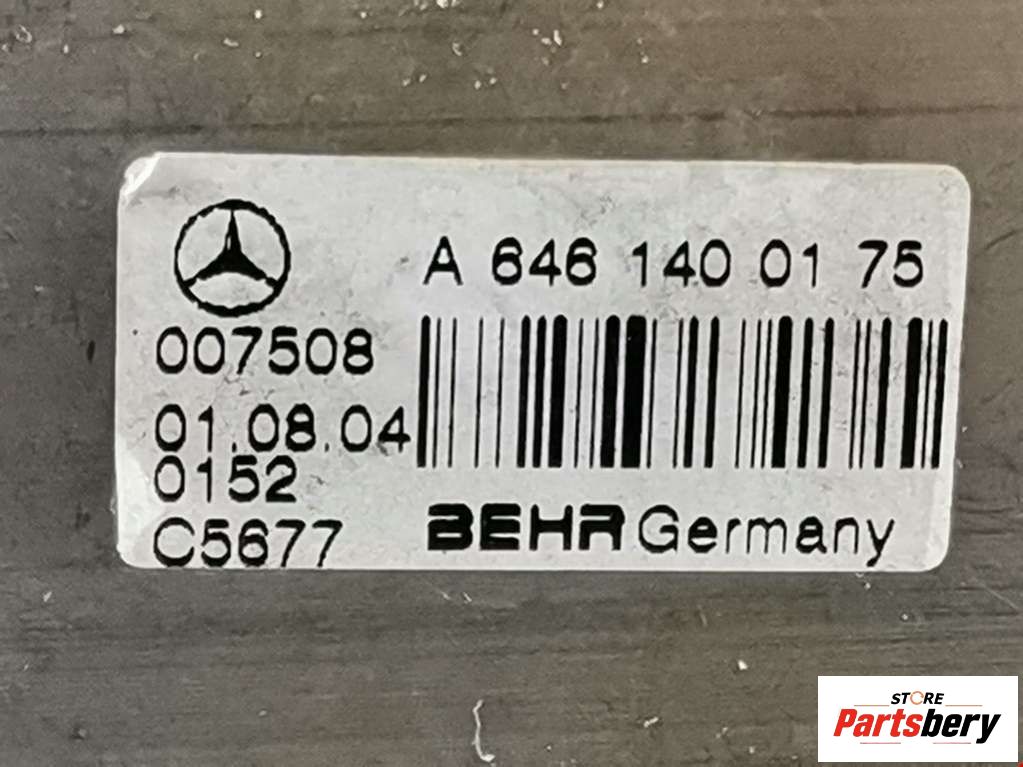 A 646 140 01 75
007508
01.08.04
0152
C5677
BEHR Germany
STORE
Partsbery